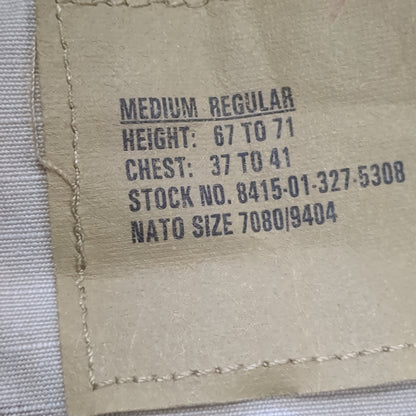 MEDIUM REGULAR
HEIGHT: 67 TO 71
CHEST: 37 TO 41
STOCK NO. 8415-01-327-5308
NATO SIZE 7080/9404